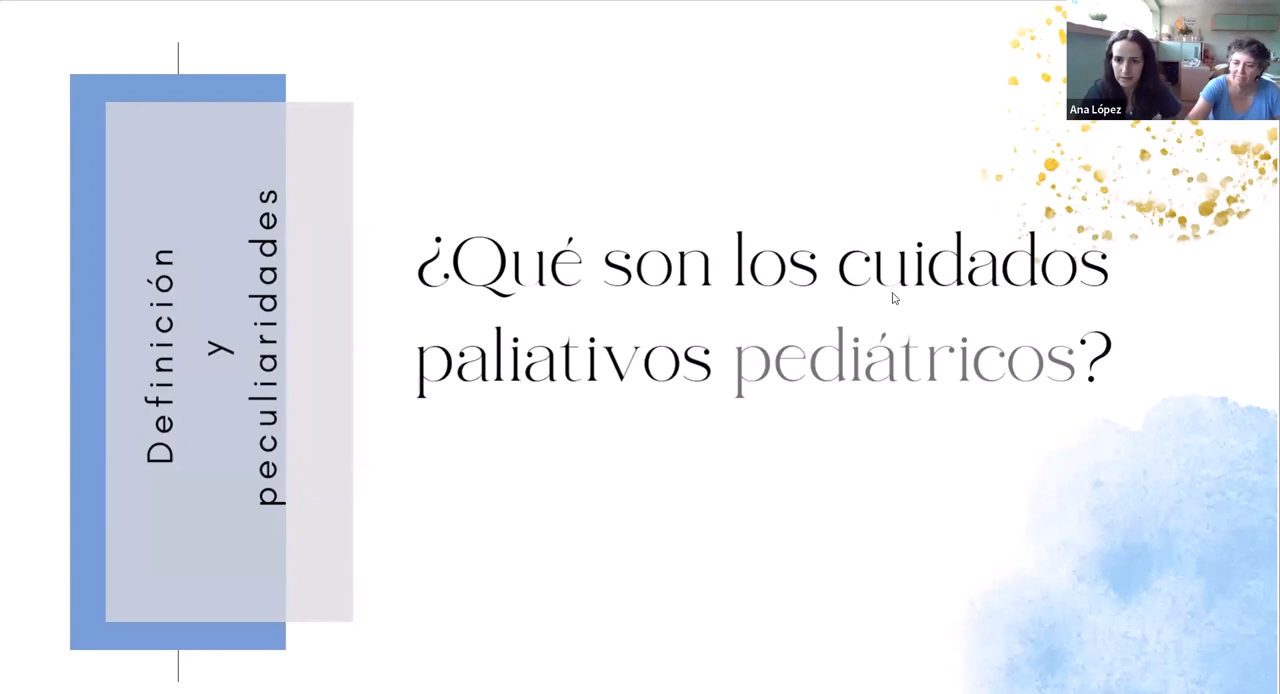 Definición
y
peculiaridades
¿Qué son los cuidados
paliativos pediátricos?
Ana López